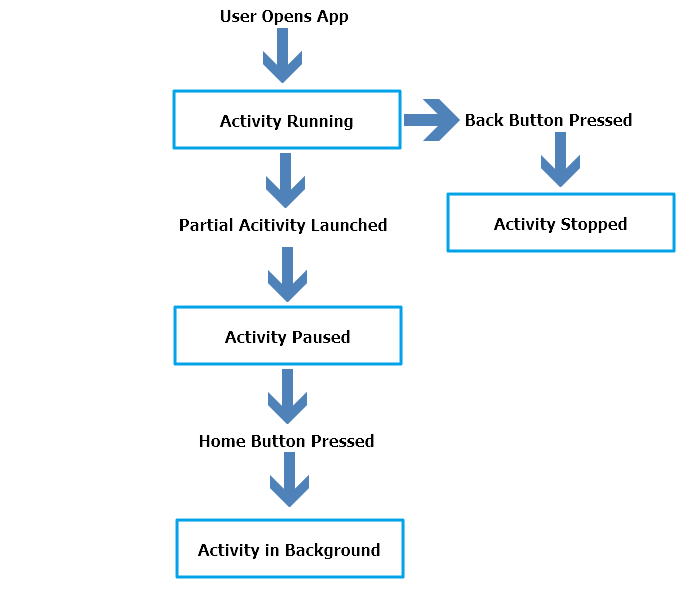 User Opens App
Activity Running
Back Button Pressed
Partial Acitivity Launched
Activity Stopped
Activity Paused
Home Button Pressed
Activity in Background